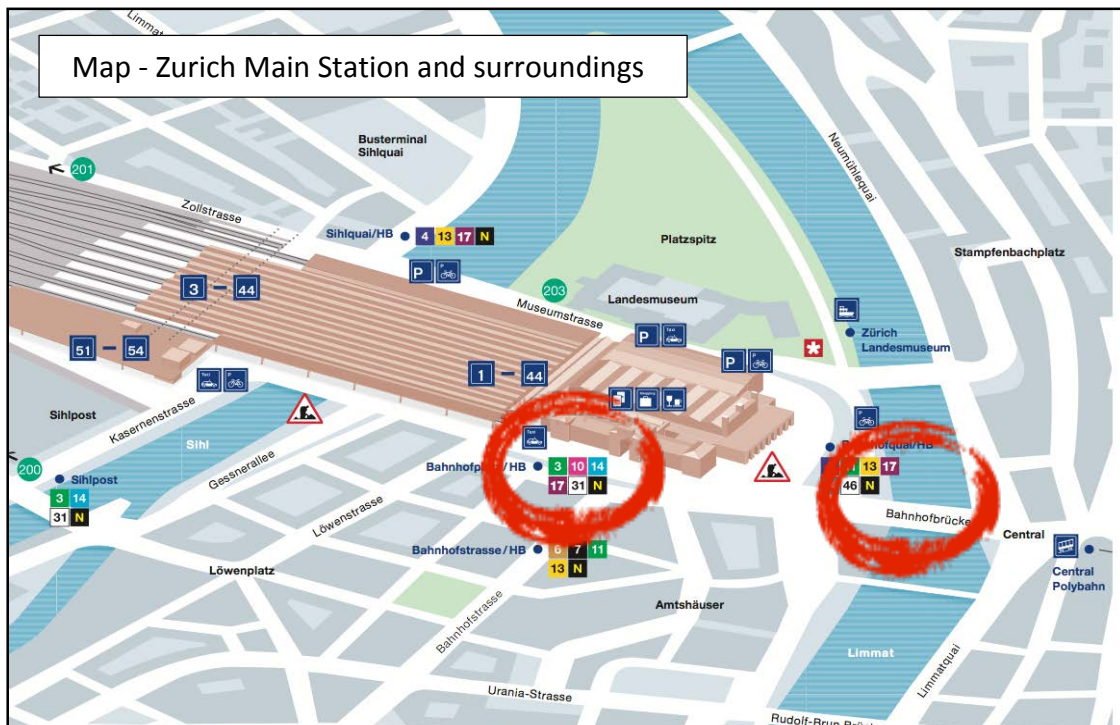 Limmat
Map - Zurich Main Station and surroundings
Busterminal
Sihlquai
Neumühlequai
201
Zollstrasse
Sihlquai/HB 4 13 17 N
P P
Platzspitz
Stampfenbachplatz
3 – 44
203
Museumstrasse
Landesmuseum
Zürich
Landesmuseum
51 – 54
P Taxi
P P
1 – 44
Taxi P
Sihlpost
Kasernenstrasse
Sihl
Gessnerallee
Taxi
P
200
Sihlpost
3 14
31 N
Löwenstrasse
3 10 14
17 31 N
13 17
46 N
Bahnhofbrücke
Central
Bahnhofstrasse/HB 6 7 11
13 N
Central
Polybahn
Löwenplatz
Bahnhofstrasse
Amtshäuser
Limmat
Limmatquai
Urania-Strasse